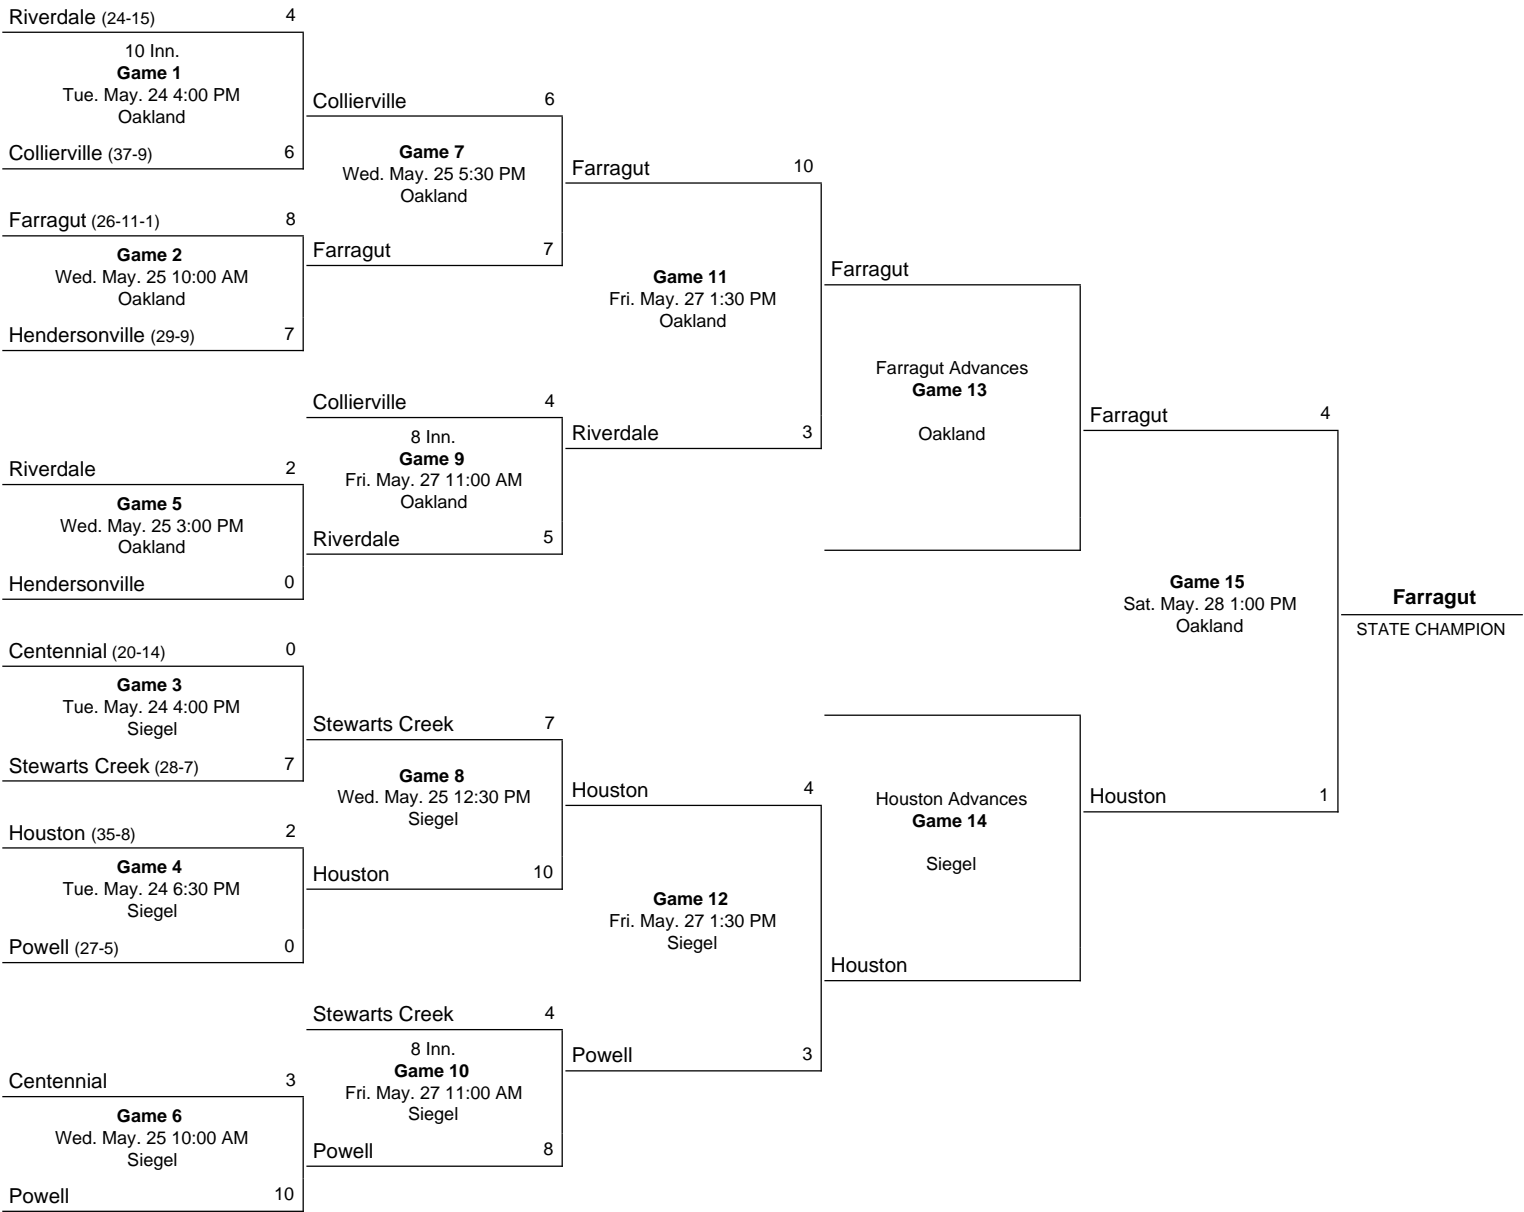 Riverdale (24-15) 4
10 Inn.
Game 1
Tue. May. 24 4:00 PM
Oakland
Collierville (37-9) 6
Farragut (26-11-1) 8
Game 2
Wed. May. 25 10:00 AM
Oakland
Hendersonville (29-9) 7
Riverdale 2
Game 5
Wed. May. 25 3:00 PM
Oakland
Hendersonville 0
Centennial (20-14) 0
Game 3
Tue. May. 24 4:00 PM
Siegel
Stewarts Creek (28-7) 7
Houston (35-8) 2
Game 4
Tue. May. 24 6:30 PM
Siegel
Powell (27-5) 0
Centennial 3
Game 6
Wed. May. 25 10:00 AM
Siegel
Powell 10
Collierville 6
Game 7
Wed. May. 25 5:30 PM
Oakland
Farragut 7
Collierville 4
8 Inn.
Game 9
Fri. May. 27 11:00 AM
Oakland
Riverdale 5
Stewarts Creek 7
Game 8
Wed. May. 25 12:30 PM
Siegel
Houston 10
Stewarts Creek 4
8 Inn.
Game 10
Fri. May. 27 11:00 AM
Siegel
Powell 8
Farragut 10
Game 11
Fri. May. 27 1:30 PM
Oakland
Riverdale 3
Houston 4
Game 12
Fri. May. 27 1:30 PM
Siegel
Powell 3
Farragut
Farragut Advances
Game 13
Oakland
Houston Advances
Game 14
Siegel
Houston
Farragut 4
Game 15
Sat. May. 28 1:00 PM
Oakland
Houston 1
Farragut
STATE CHAMPION